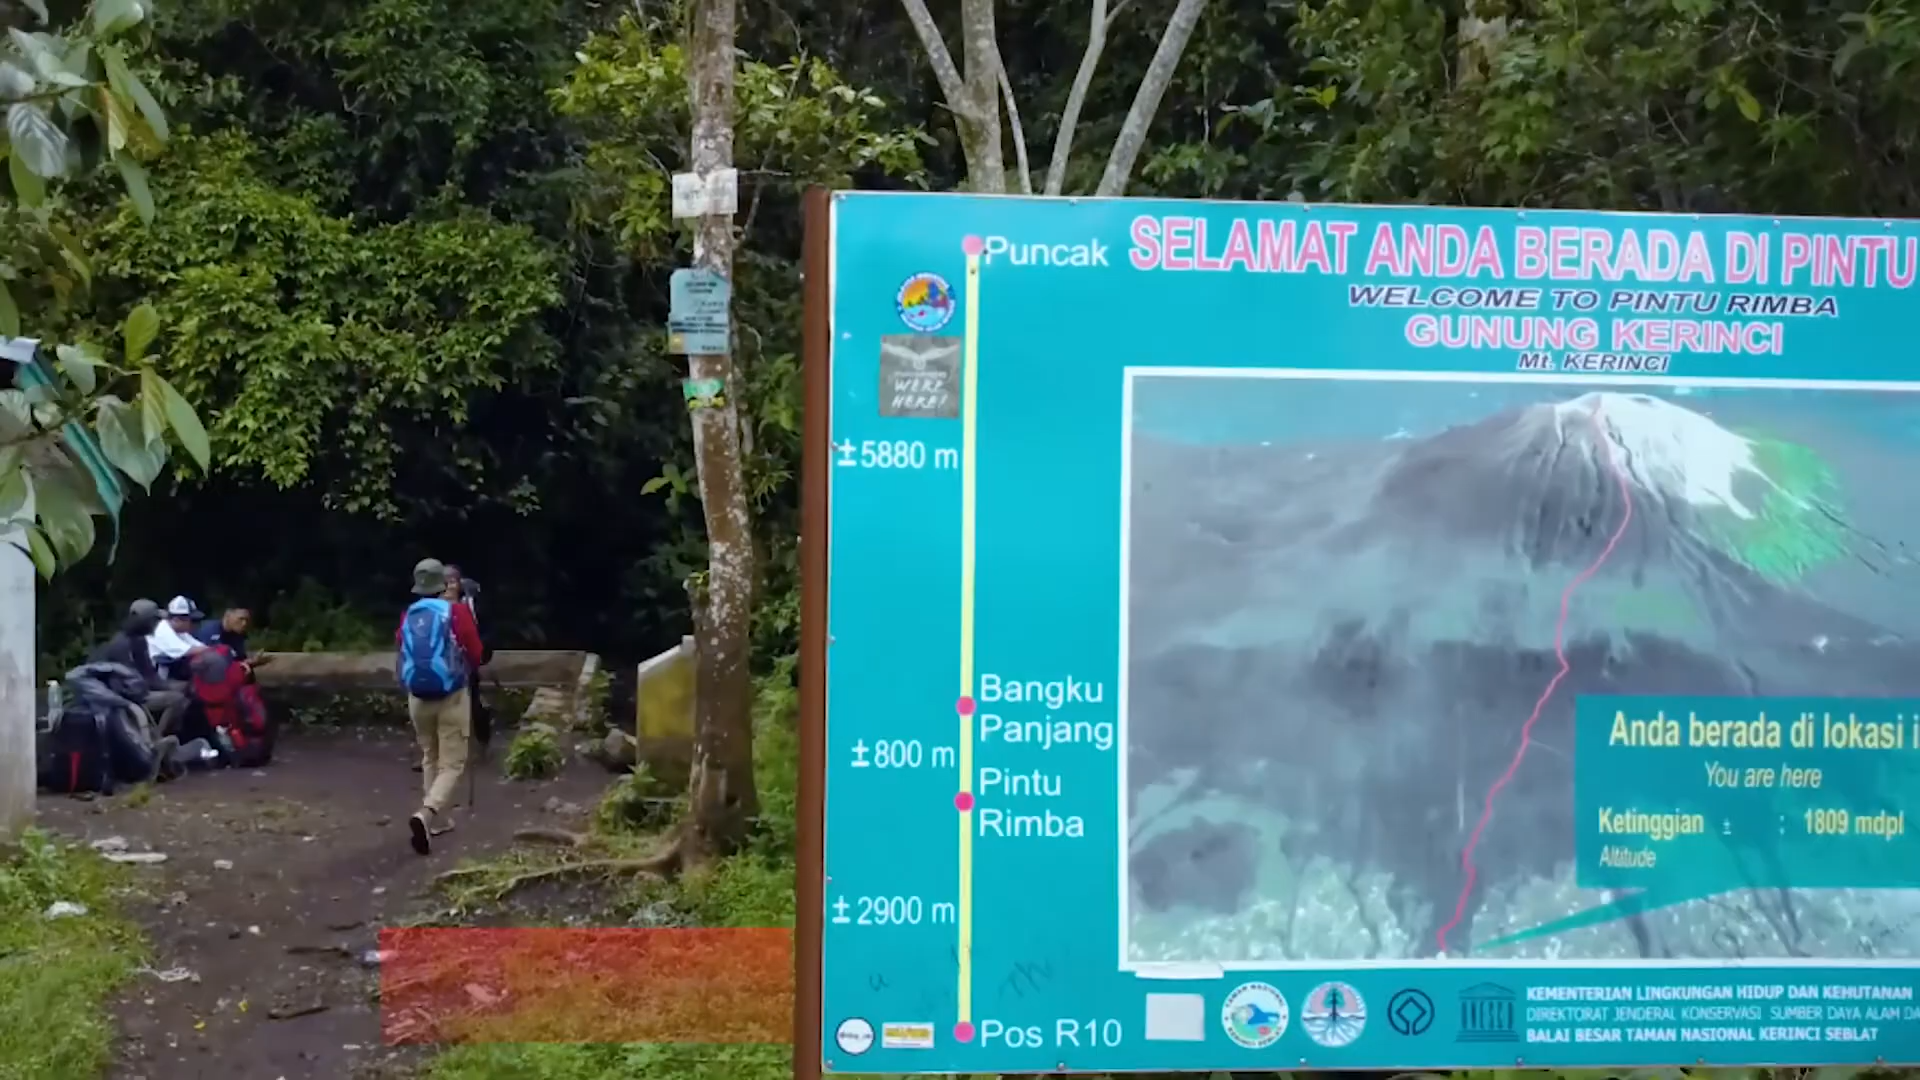 Puncak
SELAMAT ANDA BERADA DI PINTU
WELCOME TO PINTU RIMBA
GUNUNG KERINCI
Mt. KERINCI
WERE
HERE!
±5880 m
Bangku
Panjang
±800 m
Pintu
Rimba
±2900 m
Pos R10
Anda berada di lokasi i
You are here
Ketinggian ± : 1809 mdpl
Altitude
KEMENTERIAN LINGKUNGAN HIDUP DAN KEHUTANAN
DIREKTORAT JENDERAL KONSERVASI SUMBER DAYA ALAM DA
BALAI BESAR TAMAN NASIONAL KERINCI SEBLAT